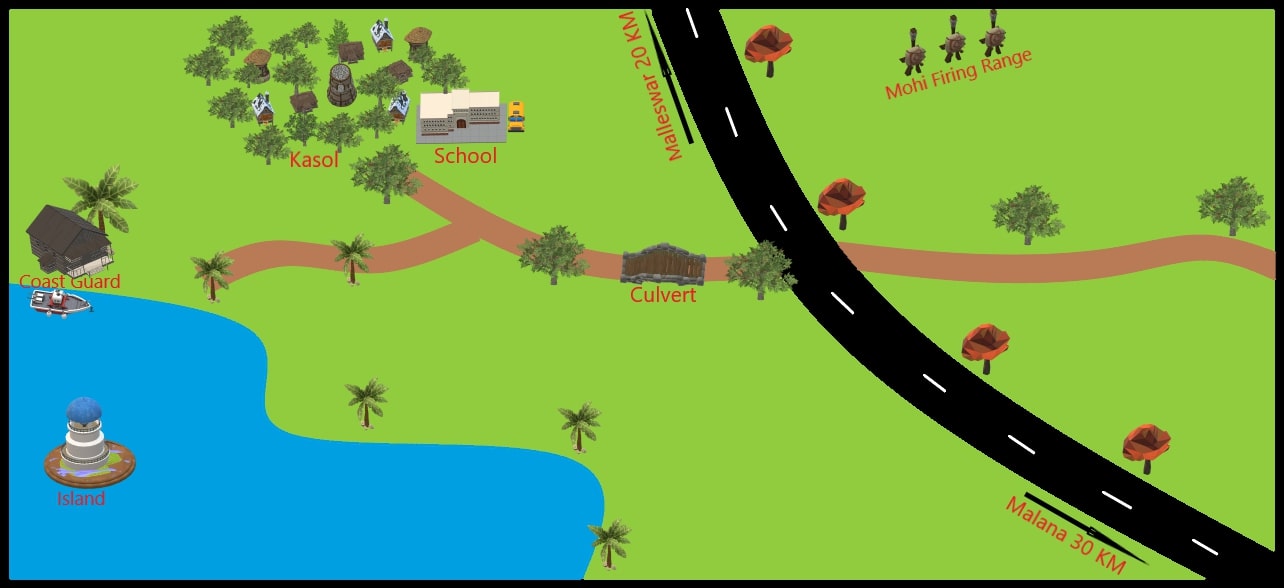 Malleswar 20 KM
Mohi Firing Range
Kasol
School
Coast Guard
Culvert
Island
Malana 30 KM